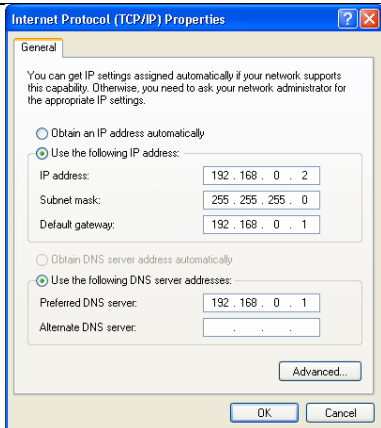 Internet Protocol (TCP/IP) Properties
General
You can get IP settings assigned automatically if your network supports
this capability. Otherwise, you need to ask your network administrator for
the appropriate IP settings.
Obtain an IP address automatically
Use the following IP address:
IP address: 192 . 168 . 0 . 2
Subnet mask: 255 . 255 . 255 . 0
Default gateway: 192 . 168 . 0 . 1
Obtain DNS server address automatically
Use the following DNS server addresses:
Preferred DNS server: 192 . 168 . 0 . 1
Alternate DNS server: . . .
Advanced...
OK Cancel